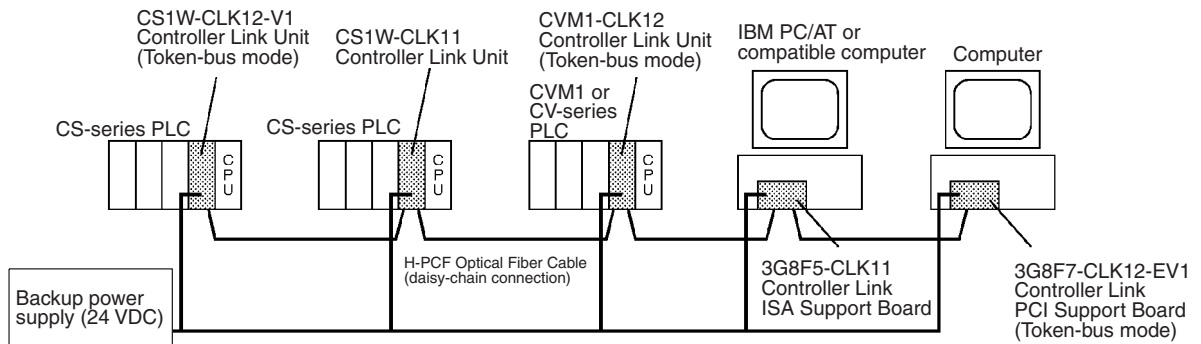 CS1W-CLK12-V1
Controller Link Unit
(Token-bus mode)
CS1W-CLK11
Controller Link Unit
CVM1-CLK12
Controller Link Unit
(Token-bus mode)
IBM PC/AT or
compatible computer
Computer
CS-series PLC
CS-series PLC
CVM1 or
CV-series
PLC
CPU
CPU
CPU
H-PCF Optical Fiber Cable
(daisy-chain connection)
Backup power
supply (24 VDC)
3G8F5-CLK11
Controller Link
ISA Support Board
3G8F7-CLK12-EV1
Controller Link
PCI Support Board
(Token-bus mode)